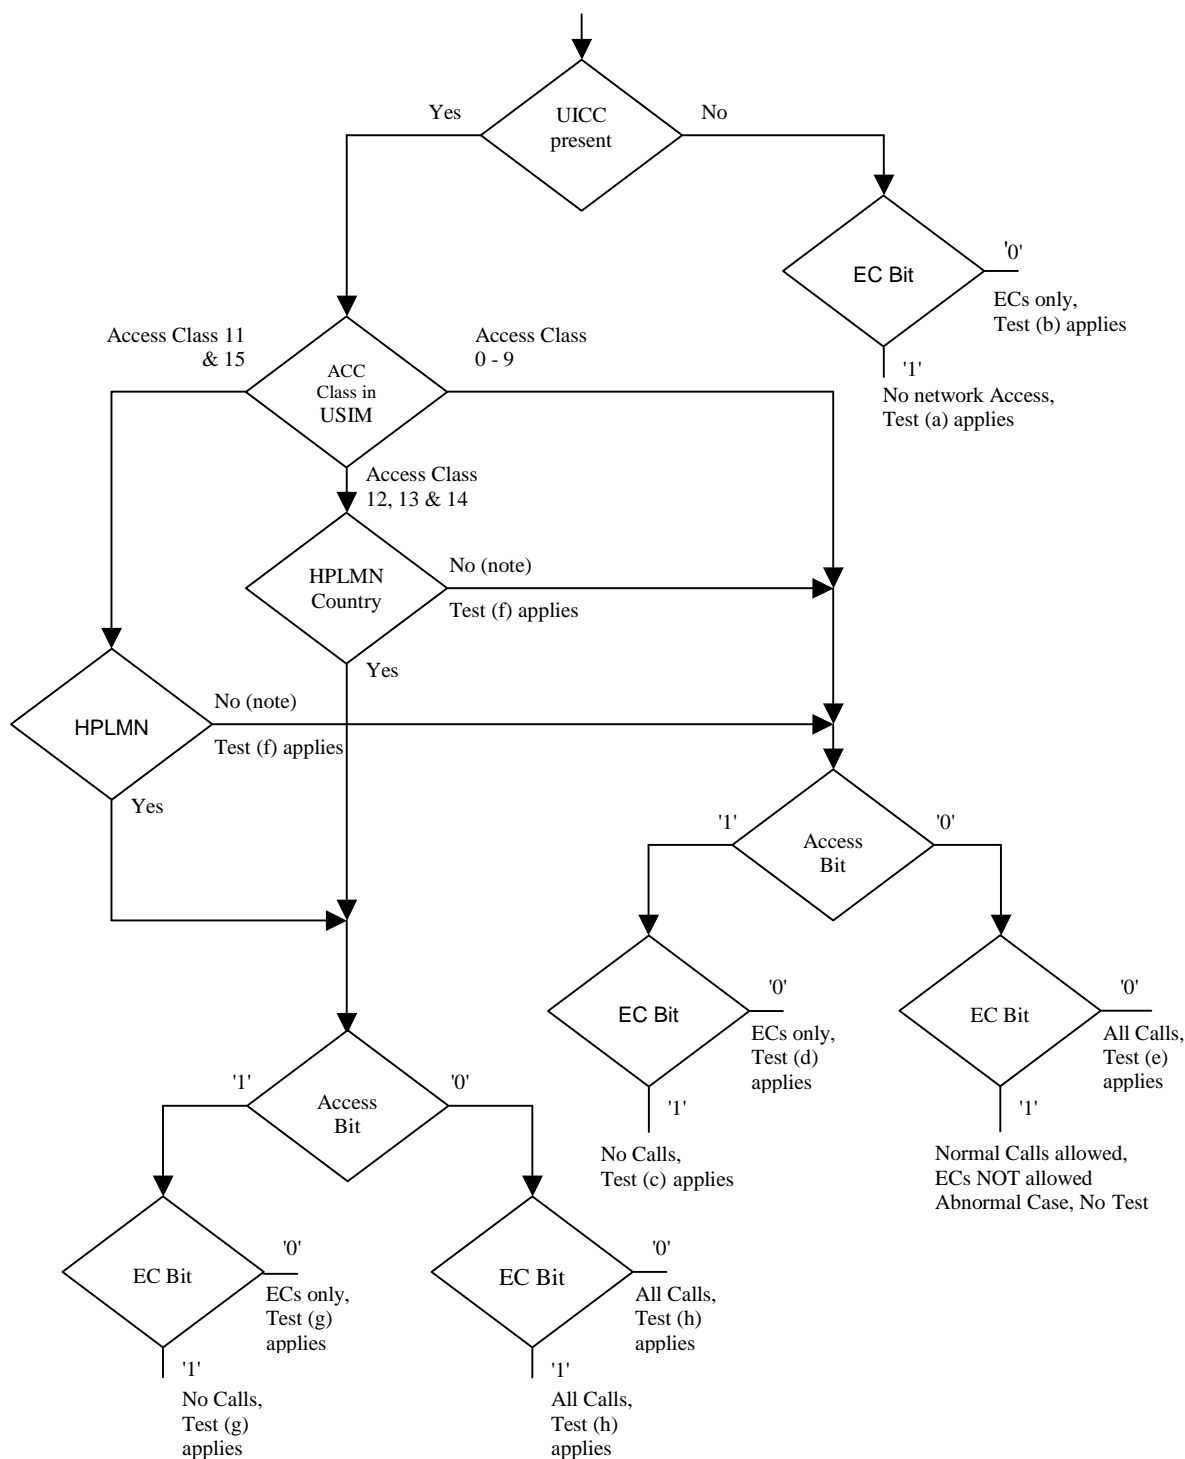 Yes
UICC
present
No
EC Bit
'0'
ECs only,
Test (b) applies
'1'
No network Access,
Test (a) applies
Access Class 11
& 15
ACC
Class in
USIM
Access Class
0 - 9
Access Class
12, 13 & 14
HPLMN
Country
No (note)
Test (f) applies
Yes
HPLMN
No (note)
Test (f) applies
Yes
'1'
Access
Bit
'0'
EC Bit
'0'
ECs only,
Test (d)
applies
'1'
No Calls,
Test (c) applies
EC Bit
'0'
All Calls,
Test (e)
applies
'1'
Normal Calls allowed,
ECs NOT allowed
Abnormal Case, No Test
'1'
Access
Bit
'0'
EC Bit
'0'
ECs only,
Test (g)
applies
'1'
No Calls,
Test (g)
applies
EC Bit
'0'
All Calls,
Test (h)
applies
'1'
All Calls,
Test (h)
applies